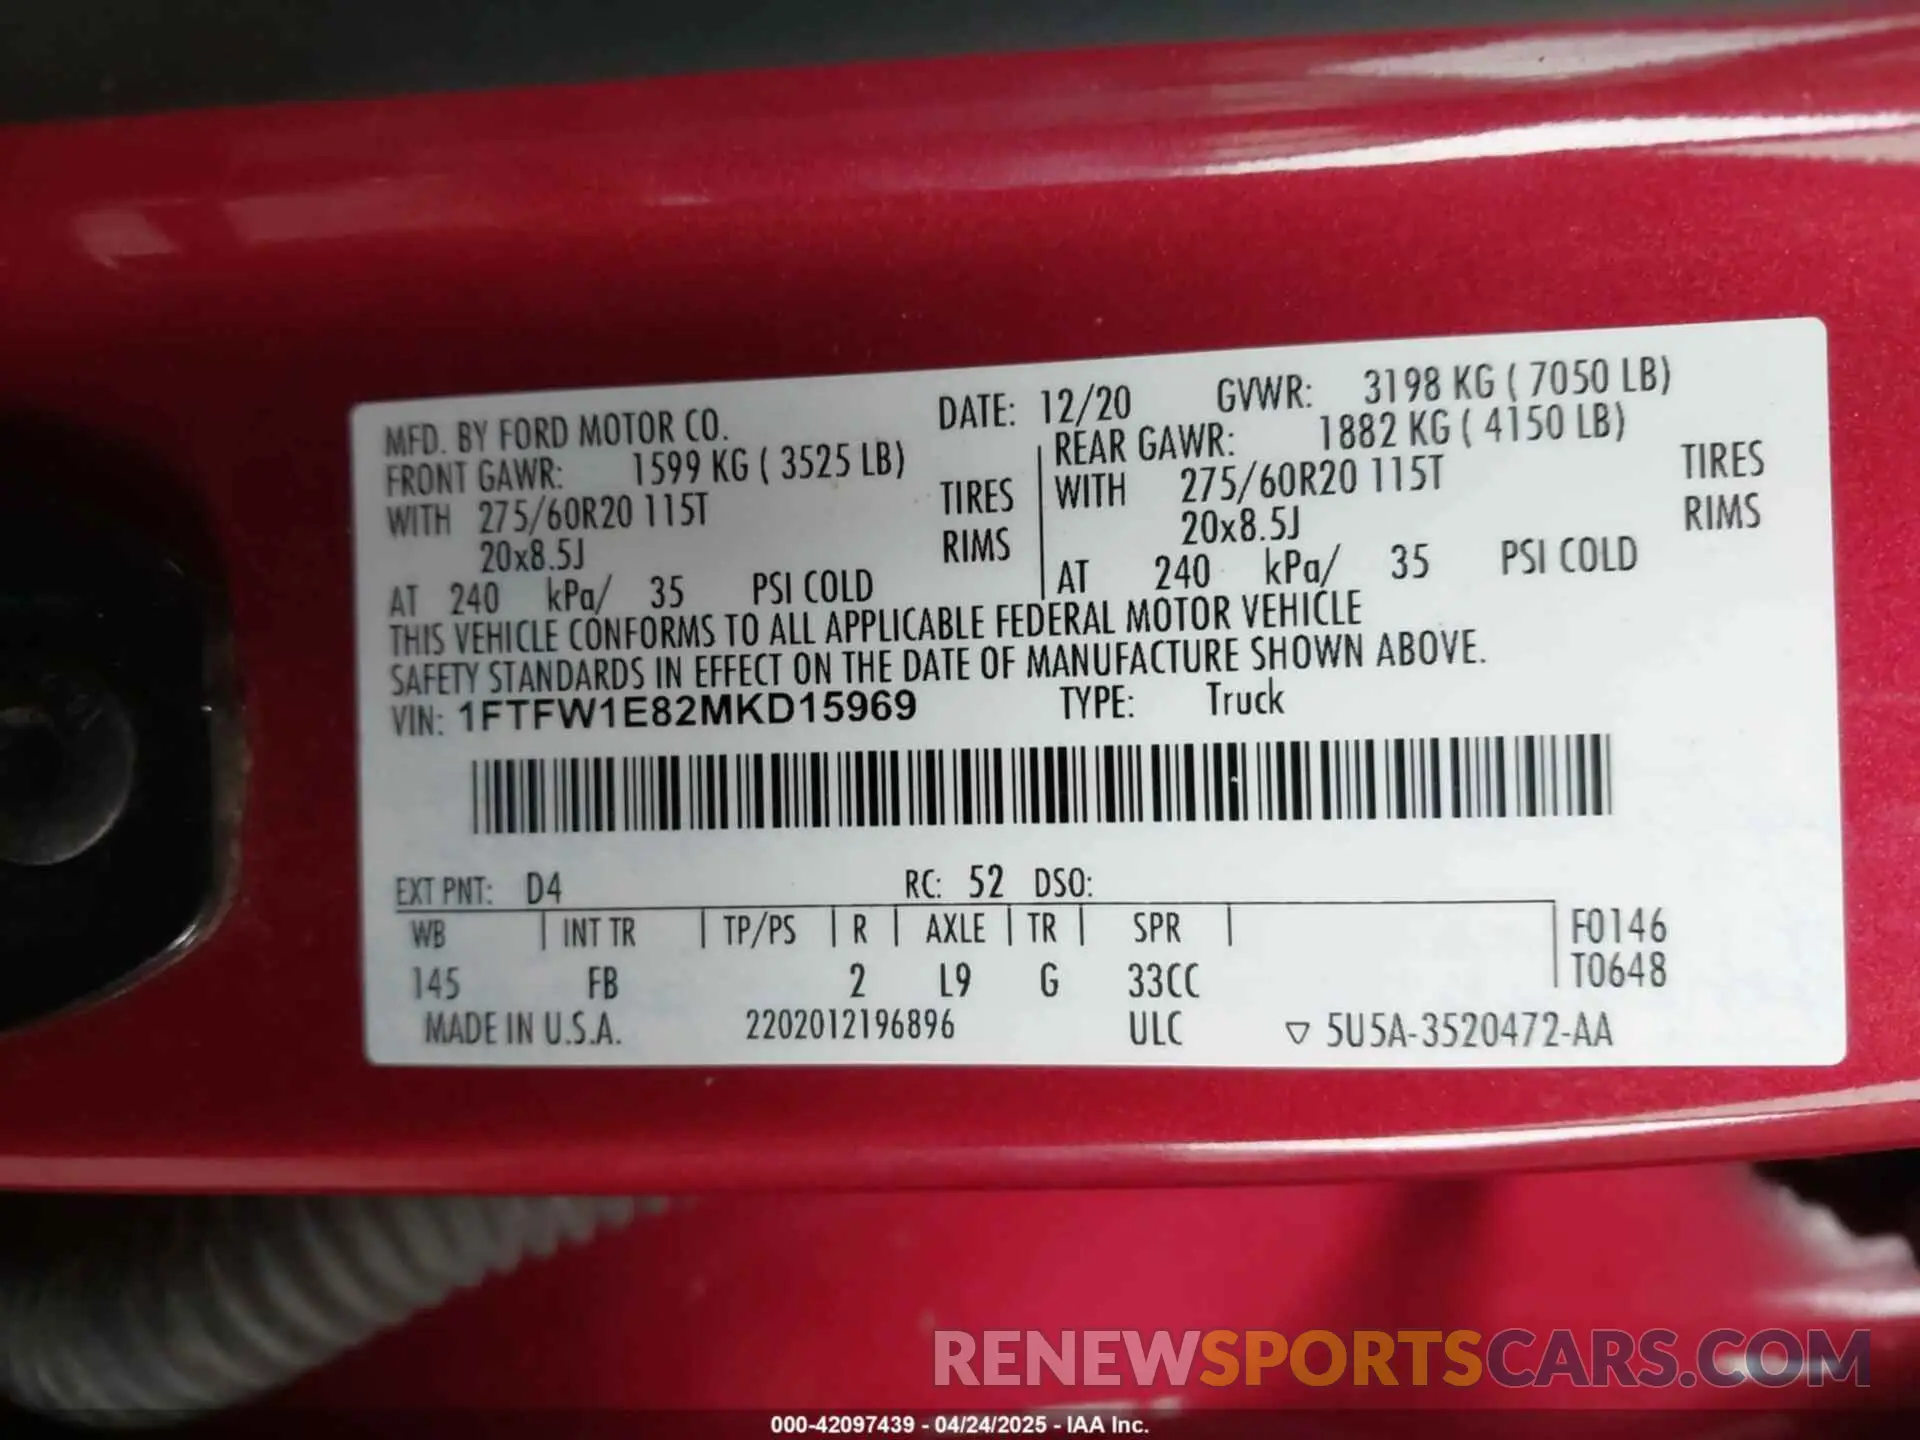 MFD. BY FORD MOTOR CO. DATE: 12/20 GVWR: 3198 KG ( 7050 LB)
FRONT GAWR: 1599 KG ( 3525 LB) REAR GAWR: 1882 KG ( 4150 LB)
WITH 275/60R20 115T TIRES WITH 275/60R20 115T TIRES
20x8.5J RIMS 20x8.5J RIMS
AT 240 kPa/ 35 PSI COLD AT 240 kPa/ 35 PSI COLD
THIS VEHICLE CONFORMS TO ALL APPLICABLE FEDERAL MOTOR VEHICLE
SAFETY STANDARDS IN EFFECT ON THE DATE OF MANUFACTURE SHOWN ABOVE.
VIN: 1FTFW1E82MKD15969 TYPE: Truck
EXT PNT: D4 RC: 52 DSO:
WB INT TR TP/PS R AXLE TR SPR F0146
T0648
145 FB 2 L9 G 33CC
MADE IN U.S.A. 2202012196896 ULC ▽ 5U5A-3520472-AA
RENEWSPORTSCARS.COM
000-42097439 - 04/24/2025 - IAA Inc.